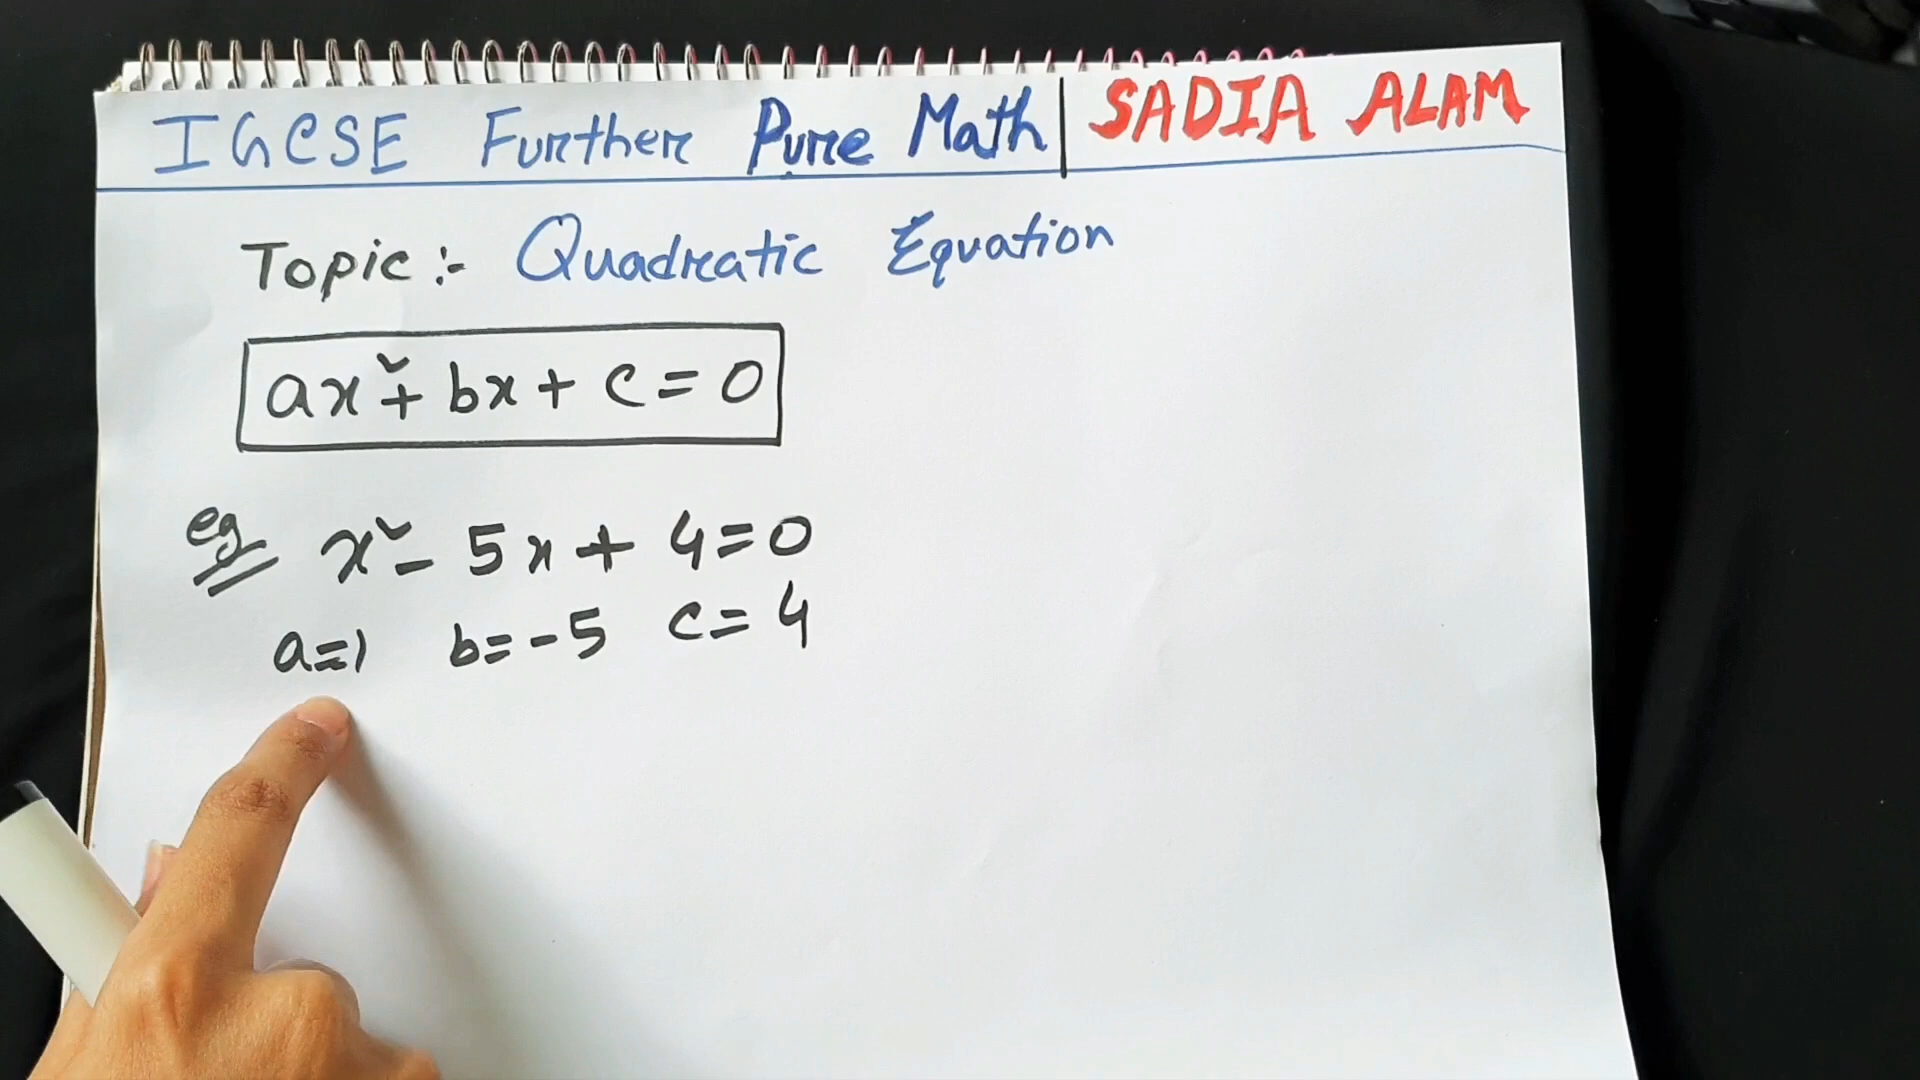 IGCSE Further Pure Math | SADIA ALAM
Topic :- Quadratic Equation
ax² + bx + c = 0
eg x² - 5x + 4 = 0
a=1 b=-5 c=4